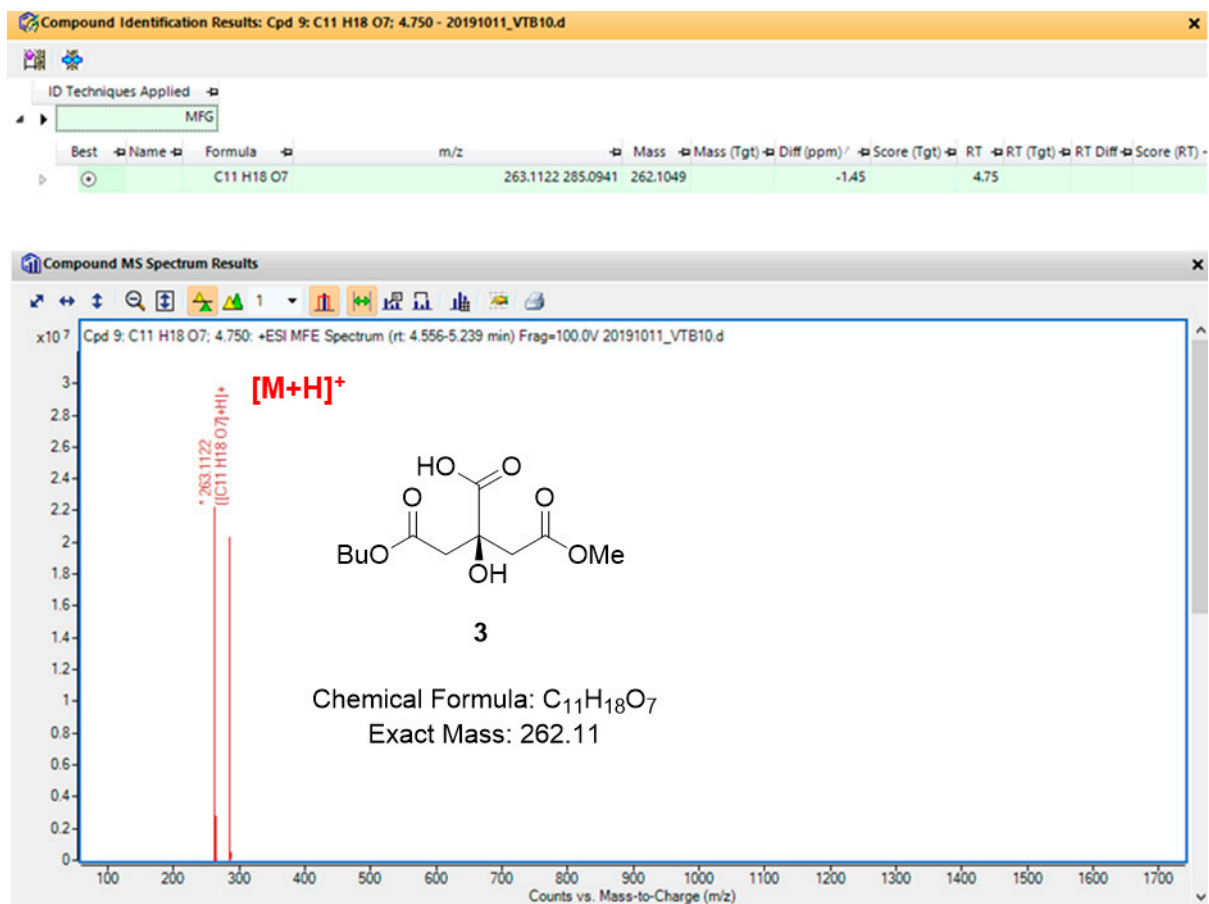 Compound Identification Results: Cpd 9: C11 H18 O7; 4.750 - 20191011_VTB10.d
ID Techniques Applied
MFG
Best Name Formula m/z Mass Mass (Tgt) Diff (ppm) Score (Tgt) RT RT (Tgt) RT Diff Score (RT)
C11 H18 O7 263.1122 285.0941 262.1049 -1.45 4.75
Compound MS Spectrum Results
1
x10 7 Cpd 9: C11 H18 O7; 4.750: +ESI MFE Spectrum (rt: 4.556-5.239 min) Frag=100.0V 20191011_VTB10.d
3
2.8
2.6
2.4
2.2
2
1.8
1.6
1.4
1.2
1
0.8
0.6
0.4
0.2
0
* 263.1122
([C11 H18 O7]+H)+
[M+H]+
HO O
O O
BuO OMe
OH
3
Chemical Formula: C11H18O7
Exact Mass: 262.11
100 200 300 400 500 600 700 800 900 1000 1100 1200 1300 1400 1500 1600 1700
Counts vs. Mass-to-Charge (m/z)